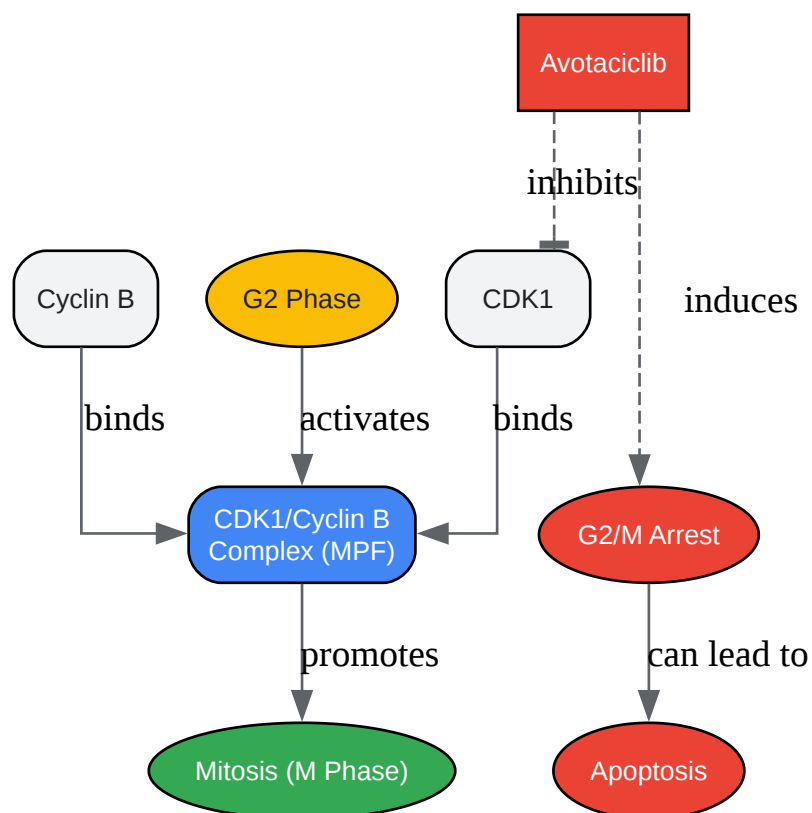 Avotaciclib
inhibits
Cyclin B
G2 Phase
CDK1
induces
binds
activates
binds
CDK1/Cyclin B
Complex (MPF)
G2/M Arrest
promotes
can lead to
Mitosis (M Phase)
Apoptosis